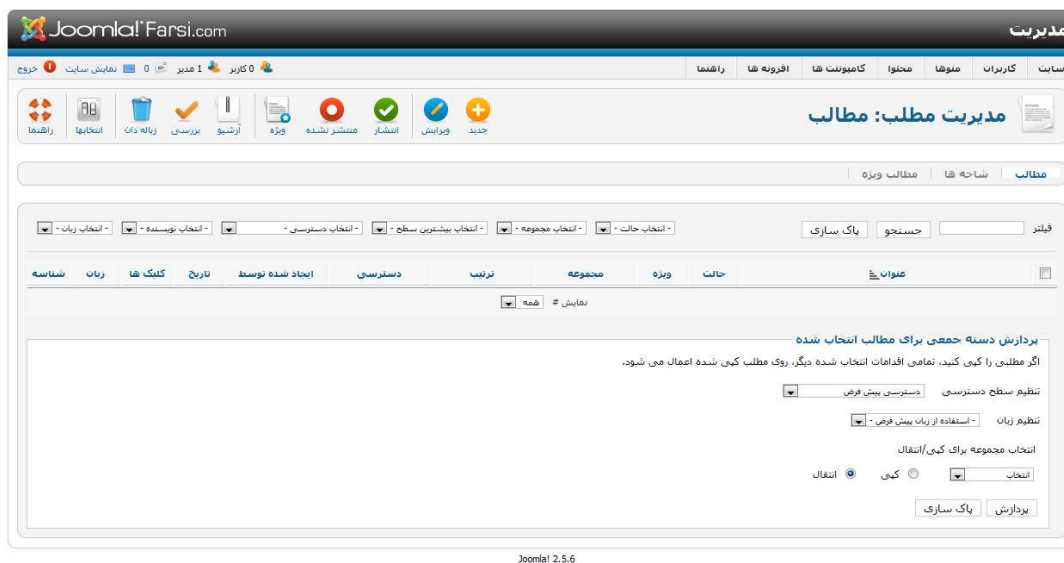 Joomla!'Farsi.com
مدیریت
سایت کاربران منوها محتوا کامپوننت ها افزونه ها راهنما
0 کاربر 1 مدیر 0 نمایش سایت خروج
مدیریت مطلب: مطالب
جدید ویرایش انتشار منتشر نشده ویژه آرشیو بررسی زباله دان انتخابها راهنما
مطالب شاخه ها مطالب ویژه
فیلتر جستجو پاک سازی - انتخاب حالت - - انتخاب مجموعه - - انتخاب بیشترین سطح - - انتخاب دسترسی - - انتخاب نویسنده - - انتخاب زبان -
عنوان حالت ویژه مجموعه ترتیب دسترسی ایجاد شده توسط تاریخ کلیک ها زبان شناسه
نمایش # همه
پردازش دسته جمعی برای مطالب انتخاب شده
اگر مطلبی را کپی کنید، تمامی اقدامات انتخاب شده دیگر، روی مطلب کپی شده اعمال می شود.
تنظیم سطح دسترسی دسترسی پیش فرض
تنظیم زبان - استفاده از زبان پیش فرض -
انتخاب مجموعه برای کپی/انتقال
انتخاب کپی انتقال
پردازش پاک سازی
Joomla! 2.5.6